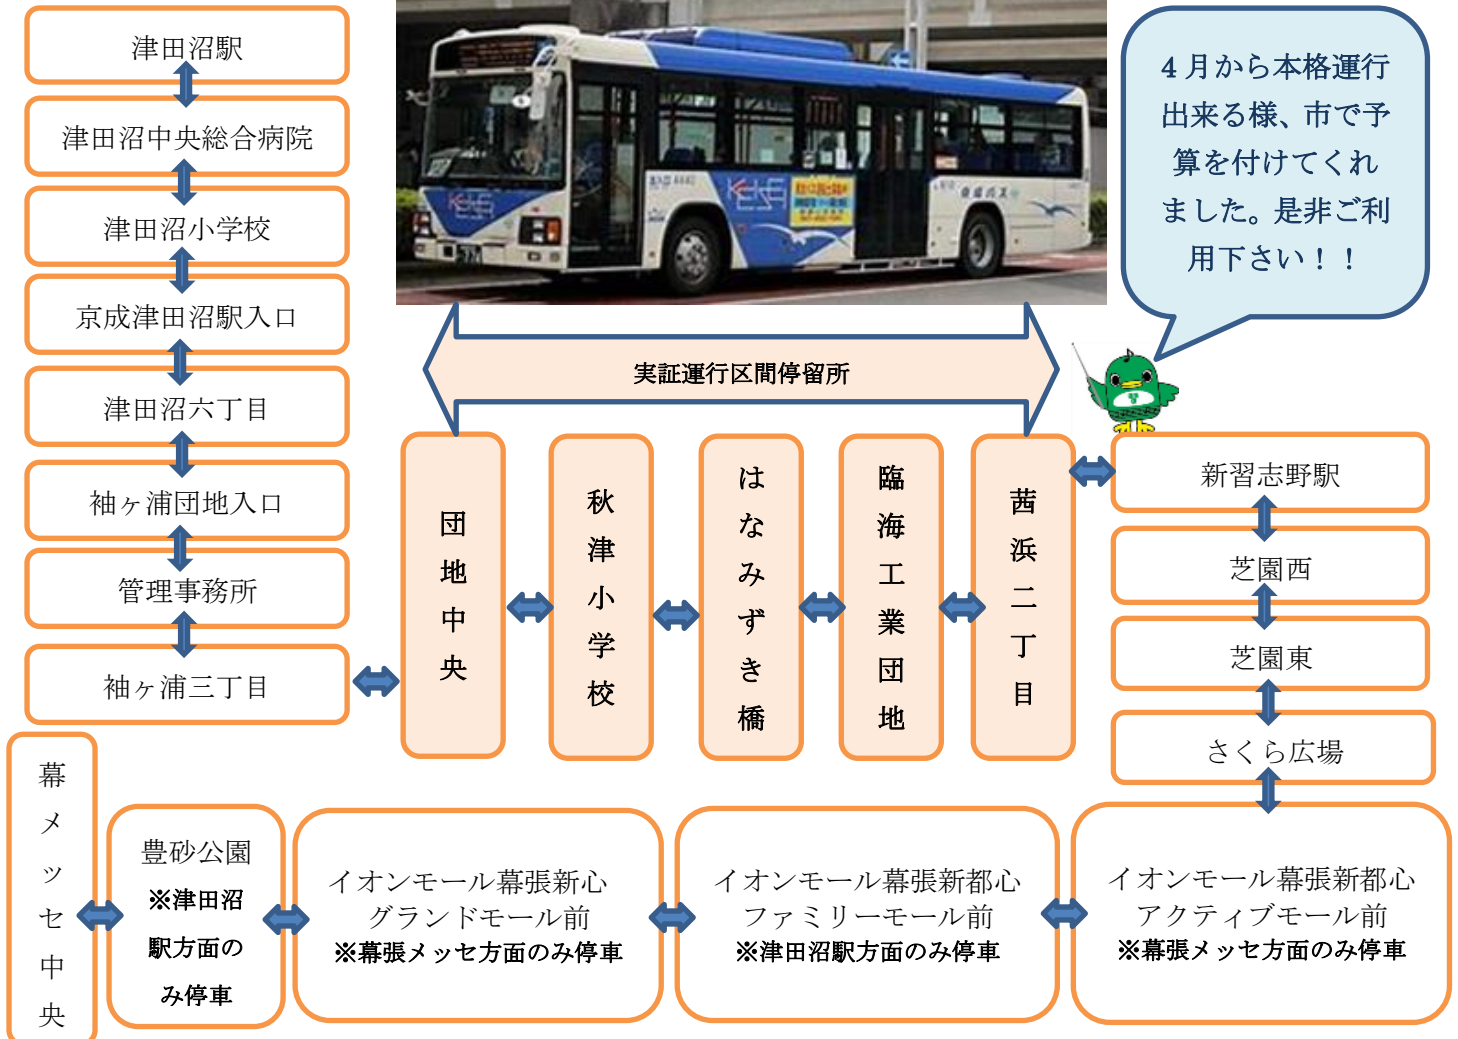 津田沼駅
津田沼中央総合病院
津田沼小学校
京成津田沼駅入口
津田沼六丁目
袖ヶ浦団地入口
管理事務所
袖ヶ浦三丁目
KEISEI
4月から本格運行
出来る様、市で予
算を付けてくれ
ました。是非ご利
用下さい！！
実証運行区間停留所
団地中央
秋津小学校
はなみずき橋
臨海工業団地
茜浜二丁目
新習志野駅
芝園西
芝園東
さくら広場
イオンモール幕張新都心
アクティブモール前
※幕張メッセ方面のみ停車
イオンモール幕張新都心
ファミリーモール前
※津田沼駅方面のみ停車
イオンモール幕張新心
グランドモール前
※幕張メッセ方面のみ停車
豊砂公園
※津田沼
駅方面の
み停車
幕メッセ中央